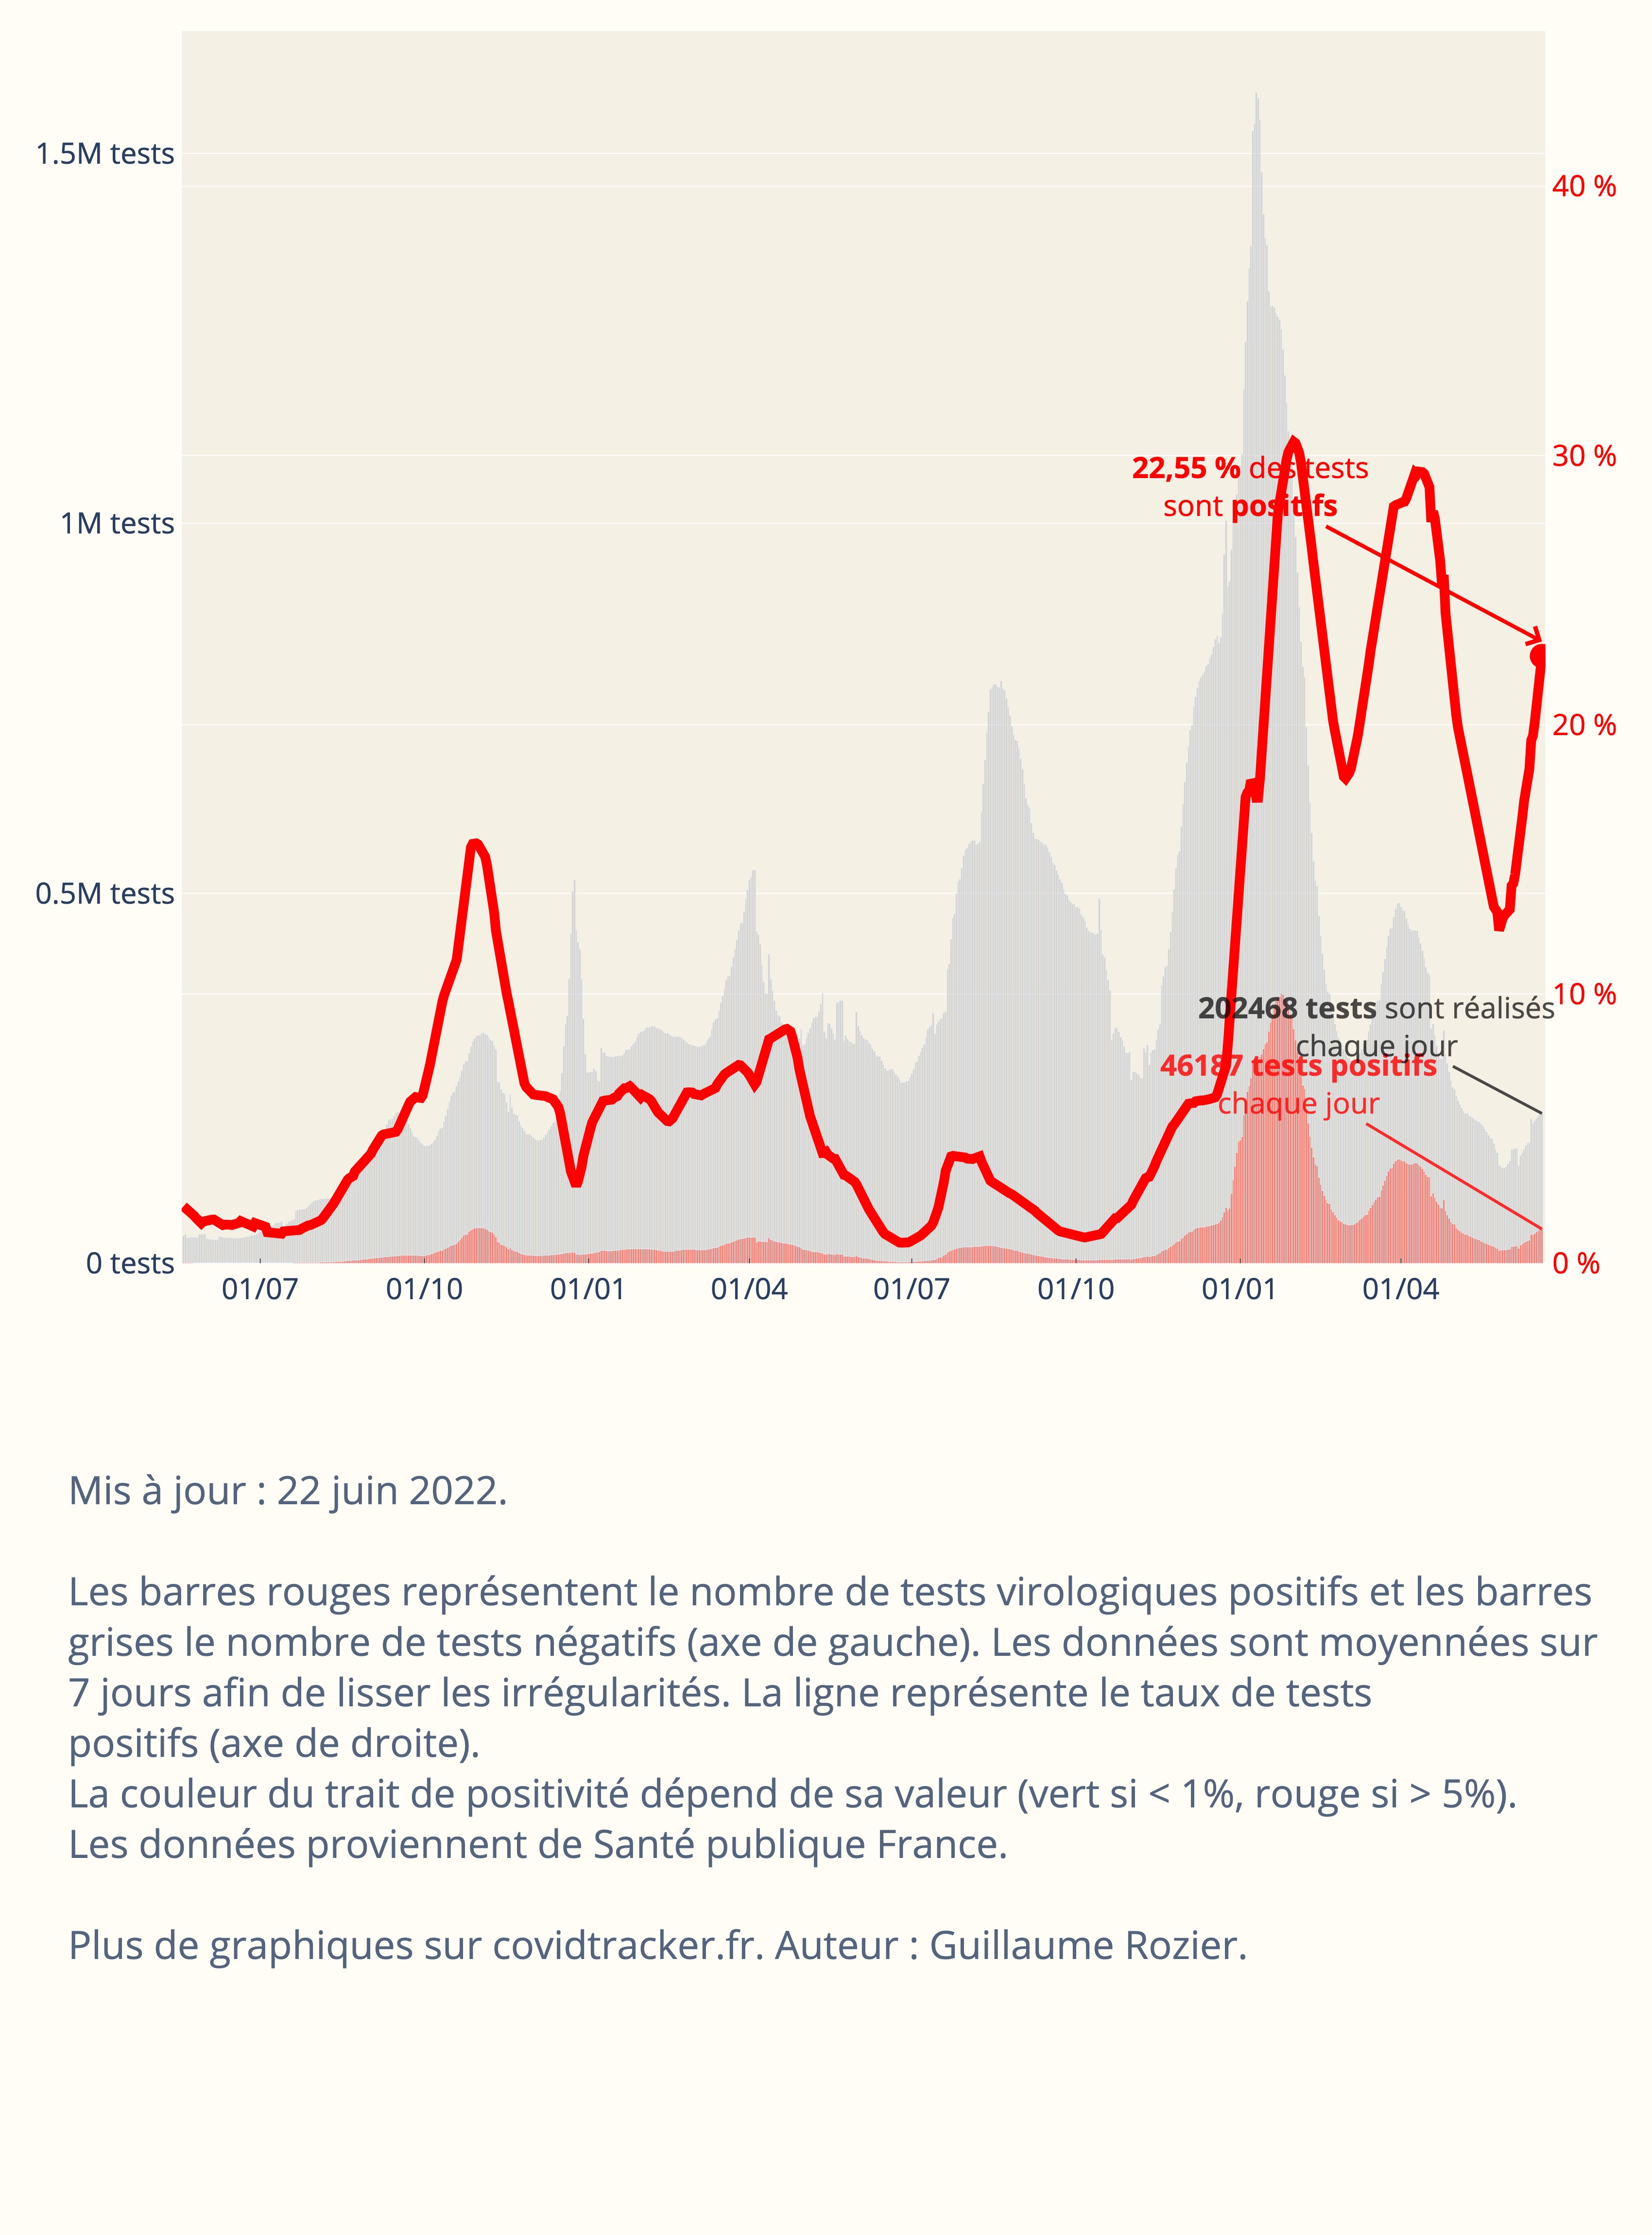 1.5M tests
40 %
30 %
22,55 % des tests
sont positifs
1M tests
20 %
0.5M tests
10 %
202468 tests sont réalisés
chaque jour
46187 tests positifs
chaque jour
0 tests
0 %
01/07
01/10
01/01
01/04
01/07
01/10
01/01
01/04
Mis à jour : 22 juin 2022.
Les barres rouges représentent le nombre de tests virologiques positifs et les barres
grises le nombre de tests négatifs (axe de gauche). Les données sont moyennées sur
7 jours afin de lisser les irrégularités. La ligne représente le taux de tests
positifs (axe de droite).
La couleur du trait de positivité dépend de sa valeur (vert si < 1%, rouge si > 5%).
Les données proviennent de Santé publique France.
Plus de graphiques sur covidtracker.fr. Auteur : Guillaume Rozier.